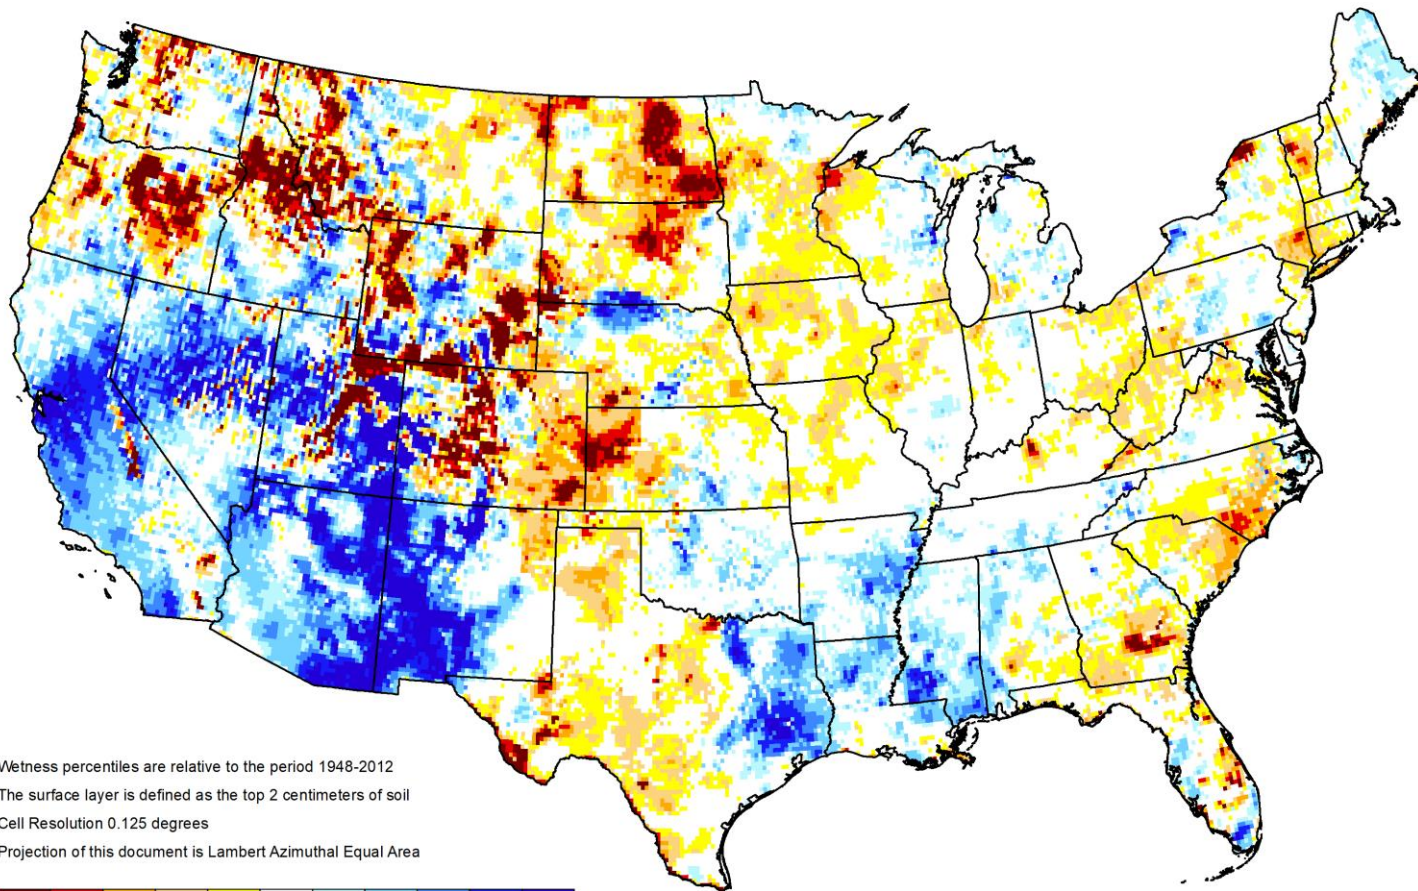 Wetness percentiles are relative to the period 1948-2012
The surface layer is defined as the top 2 centimeters of soil
Cell Resolution 0.125 degrees
Projection of this document is Lambert Azimuthal Equal Area